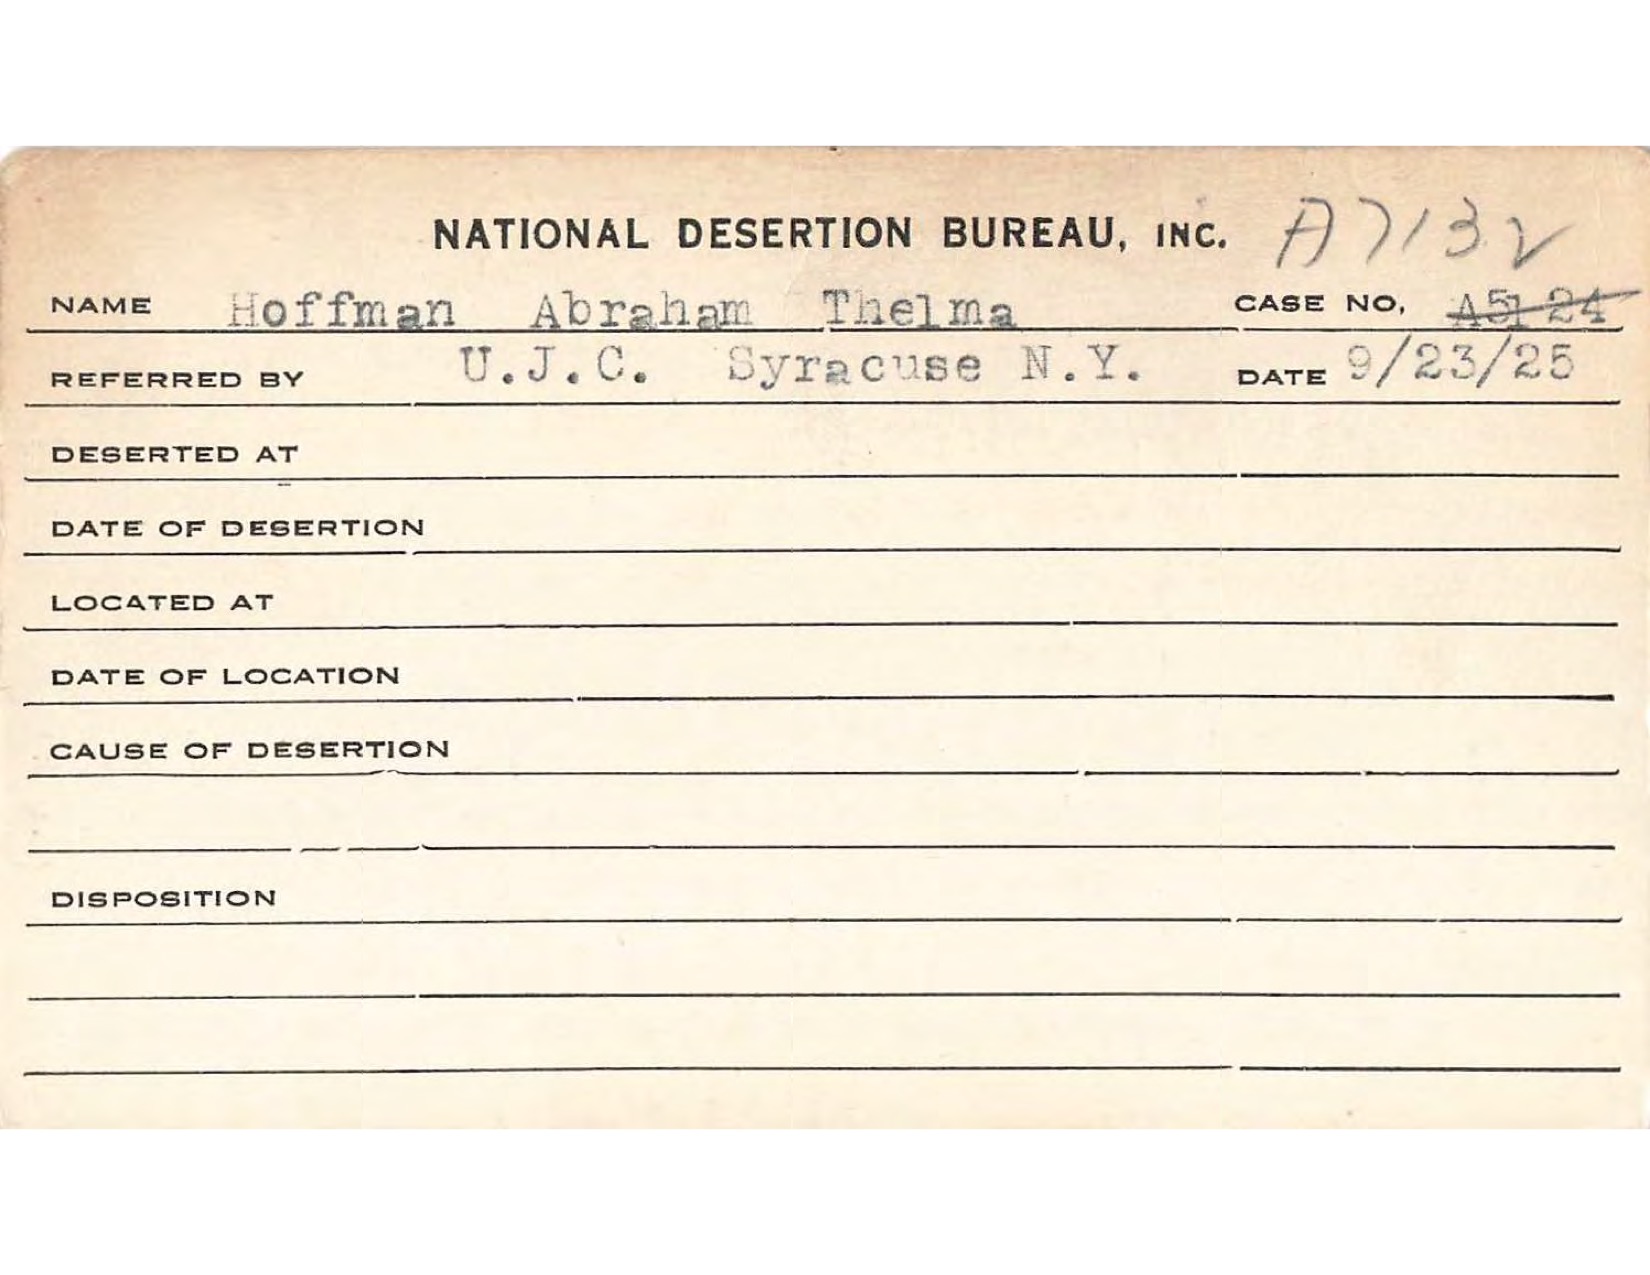 NATIONAL DESERTION BUREAU, INC. A713 ✓
NAME Hoffman Abraham Thelma CASE NO, A5124
REFERRED BY U.J.C. Syracuse N.Y. DATE 9/23/25
DESERTED AT
DATE OF DESERTION
LOCATED AT
DATE OF LOCATION
CAUSE OF DESERTION
DISPOSITION